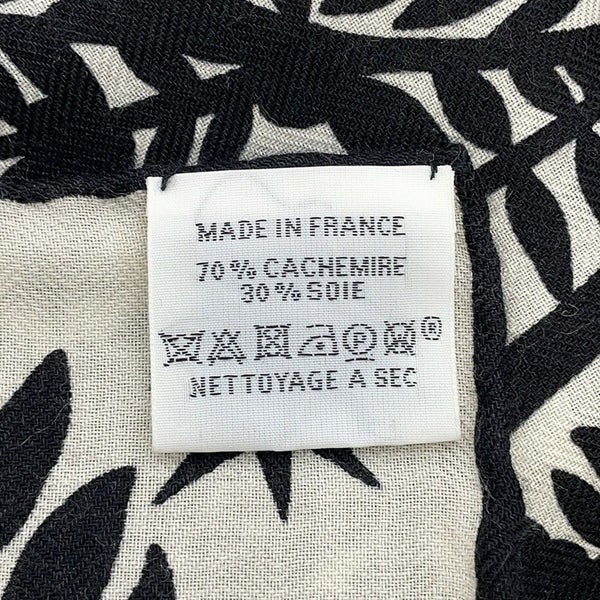 MADE IN FRANCE
70% CACHEMIRE
30% SOIE
P ®
NETTOYAGE A SEC